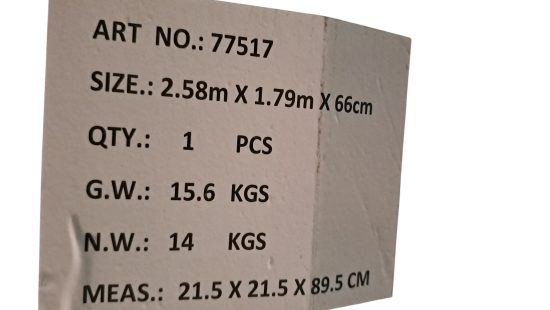 ART NO.: 77517
SIZE.: 2.58m X 1.79m X 66cm
QTY.: 1 PCS
G.W.: 15.6 KGS
N.W.: 14 KGS
MEAS.: 21.5 X 21.5 X 89.5 CM